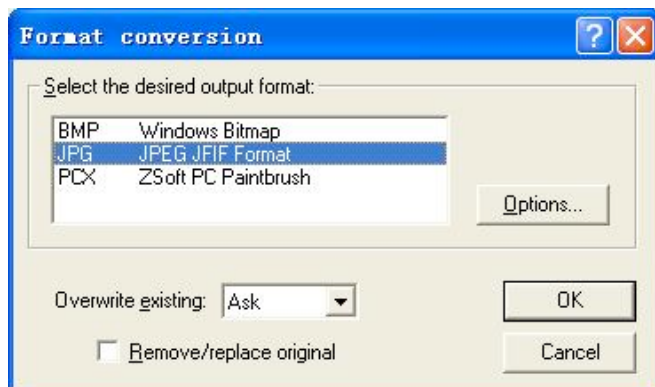 Format conversion
Select the desired output format:
BMP Windows Bitmap
JPG JPEG JFIF Format
PCX ZSoft PC Paintbrush
Options...
Overwrite existing: Ask
OK
Remove/replace original
Cancel